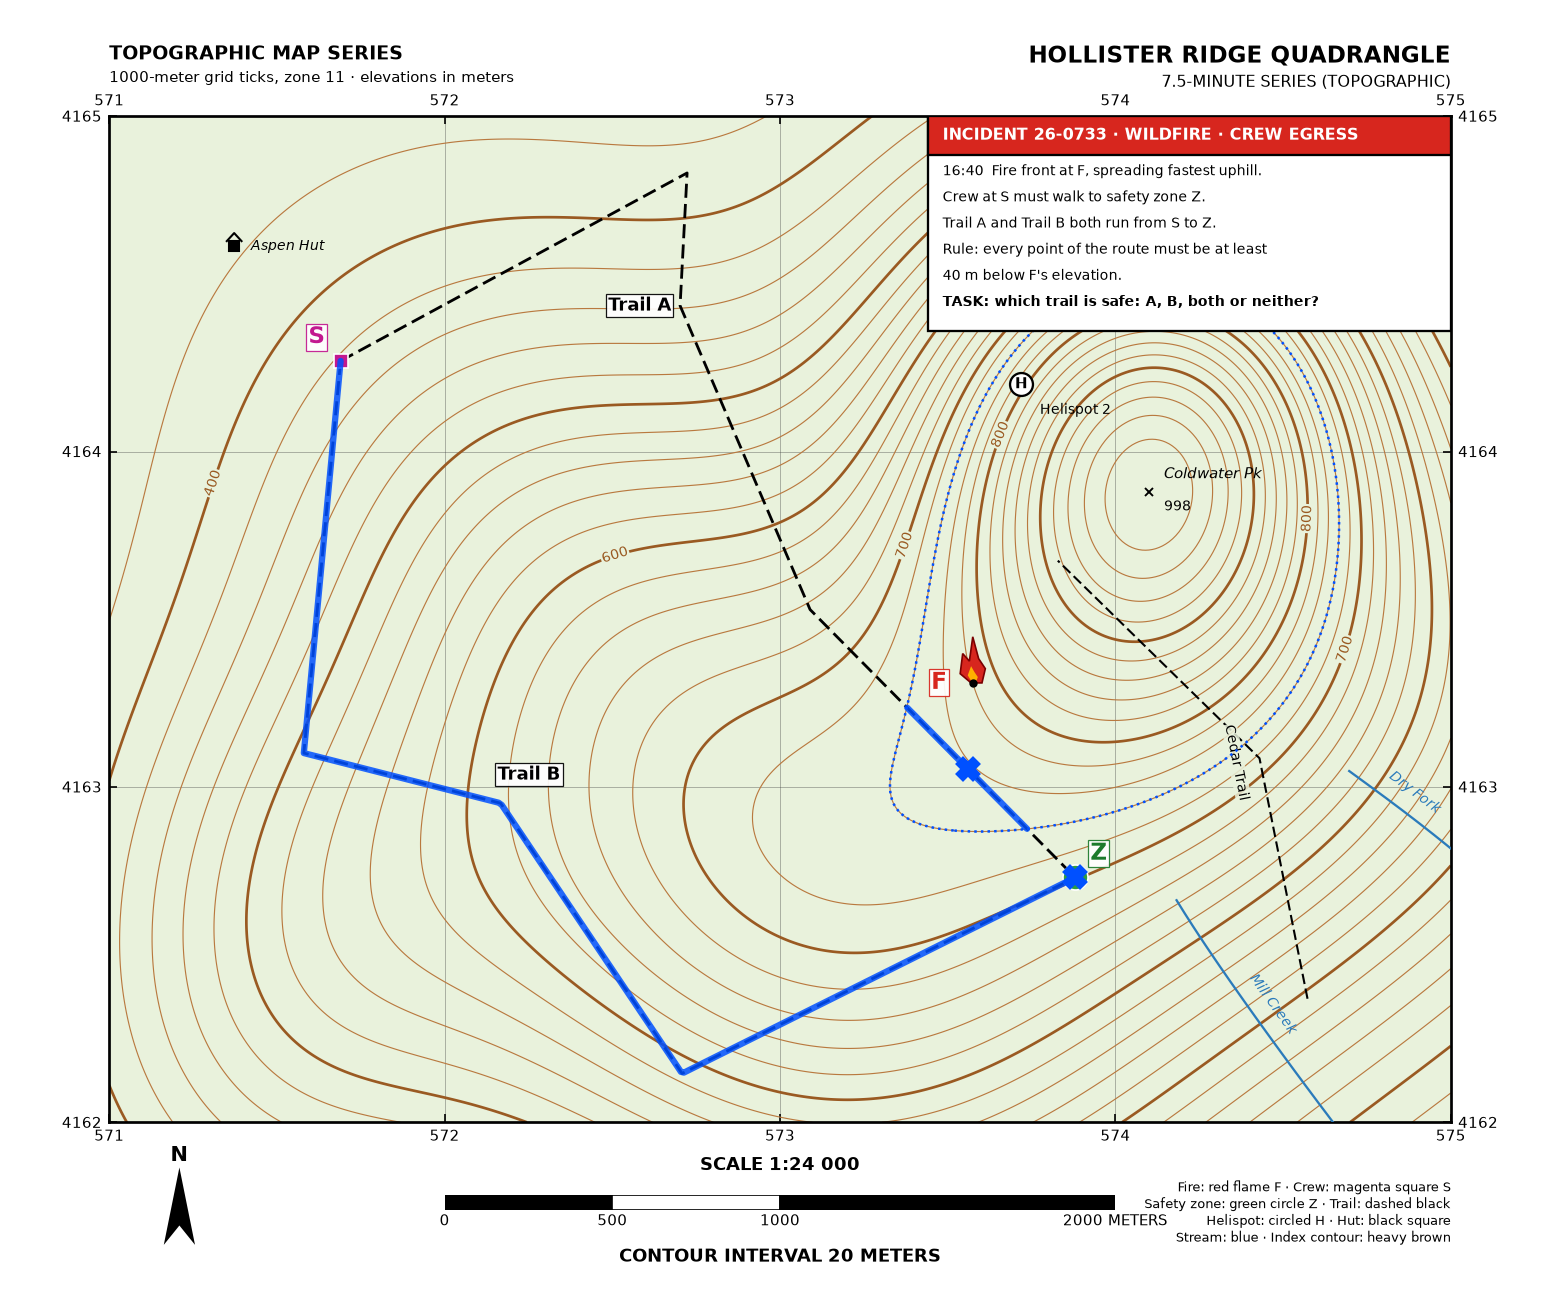 TOPOGRAPHIC MAP SERIES
1000-meter grid ticks, zone 11 · elevations in meters
HOLLISTER RIDGE QUADRANGLE
7.5-MINUTE SERIES (TOPOGRAPHIC)
571 572 573 574 575
4165 4165
INCIDENT 26-0733 · WILDFIRE · CREW EGRESS
16:40 Fire front at F, spreading fastest uphill.
Crew at S must walk to safety zone Z.
Trail A and Trail B both run from S to Z.
Rule: every point of the route must be at least
40 m below F's elevation.
TASK: which trail is safe: A, B, both or neither?
Aspen Hut
Trail A
S
H
Helispot 2
800
4164 4164
Coldwater Pk
998
400
800
600
700
700
F
Cedar Trail
Trail B
4163 4163
Dry Fork
Z
Mill Creek
4162 4162
571 572 573 574 575
N
SCALE 1:24 000
0 500 1000 2000 METERS
CONTOUR INTERVAL 20 METERS
Fire: red flame F · Crew: magenta square S
Safety zone: green circle Z · Trail: dashed black
Helispot: circled H · Hut: black square
Stream: blue · Index contour: heavy brown